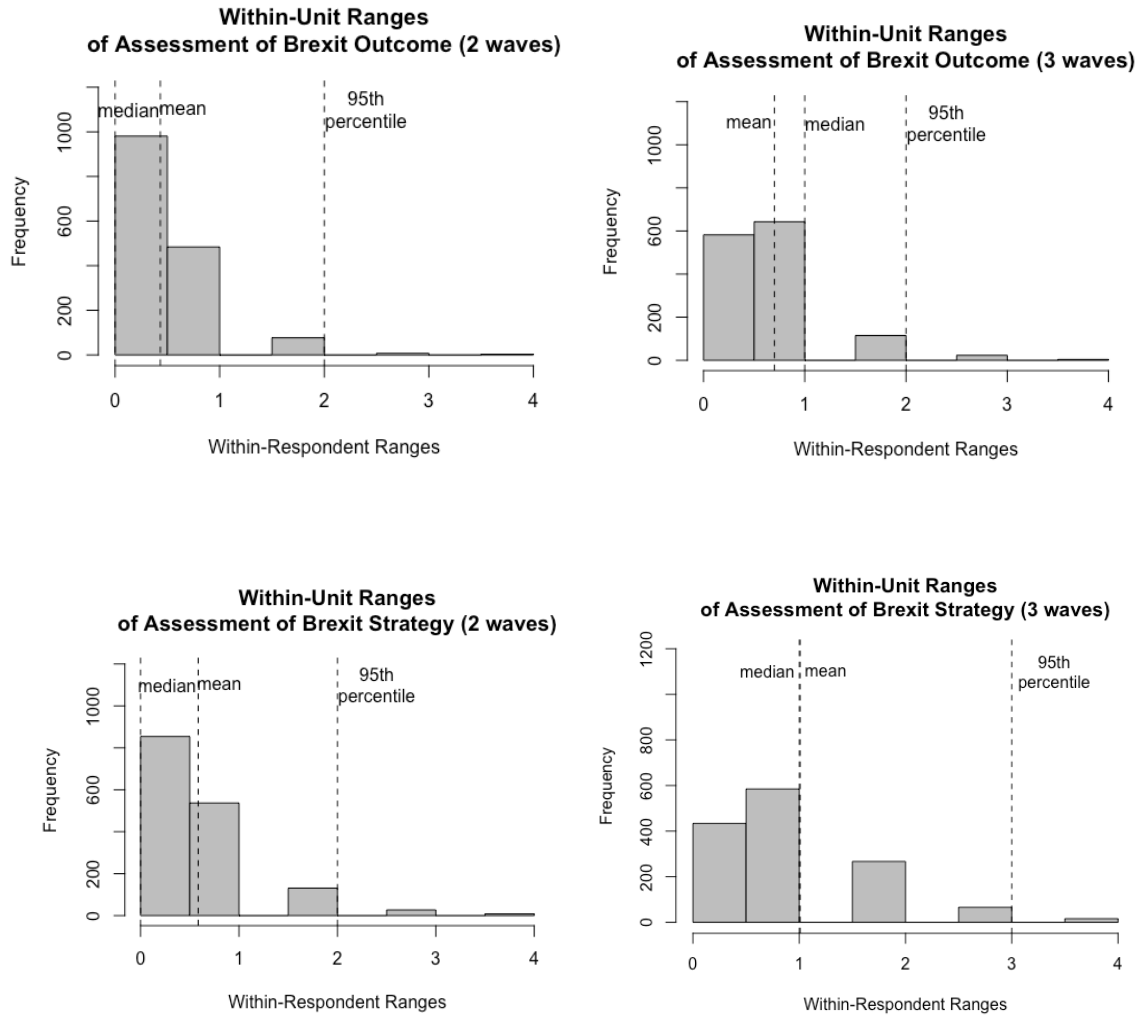 Within-Unit Ranges
of Assessment of Brexit Outcome (2 waves)
median
mean
95th
percentile
Frequency
0
200
600
1000
0
1
2
3
4
Within-Respondent Ranges
Within-Unit Ranges
of Assessment of Brexit Outcome (3 waves)
mean
median
95th
percentile
Frequency
0
200
600
1000
0
1
2
3
4
Within-Respondent Ranges
Within-Unit Ranges
of Assessment of Brexit Strategy (2 waves)
median
mean
95th
percentile
Frequency
0
200
600
1000
0
1
2
3
4
Within-Respondent Ranges
Within-Unit Ranges
of Assessment of Brexit Strategy (3 waves)
median
mean
95th
percentile
Frequency
0
200
400
600
800
1200
0
1
2
3
4
Within-Respondent Ranges